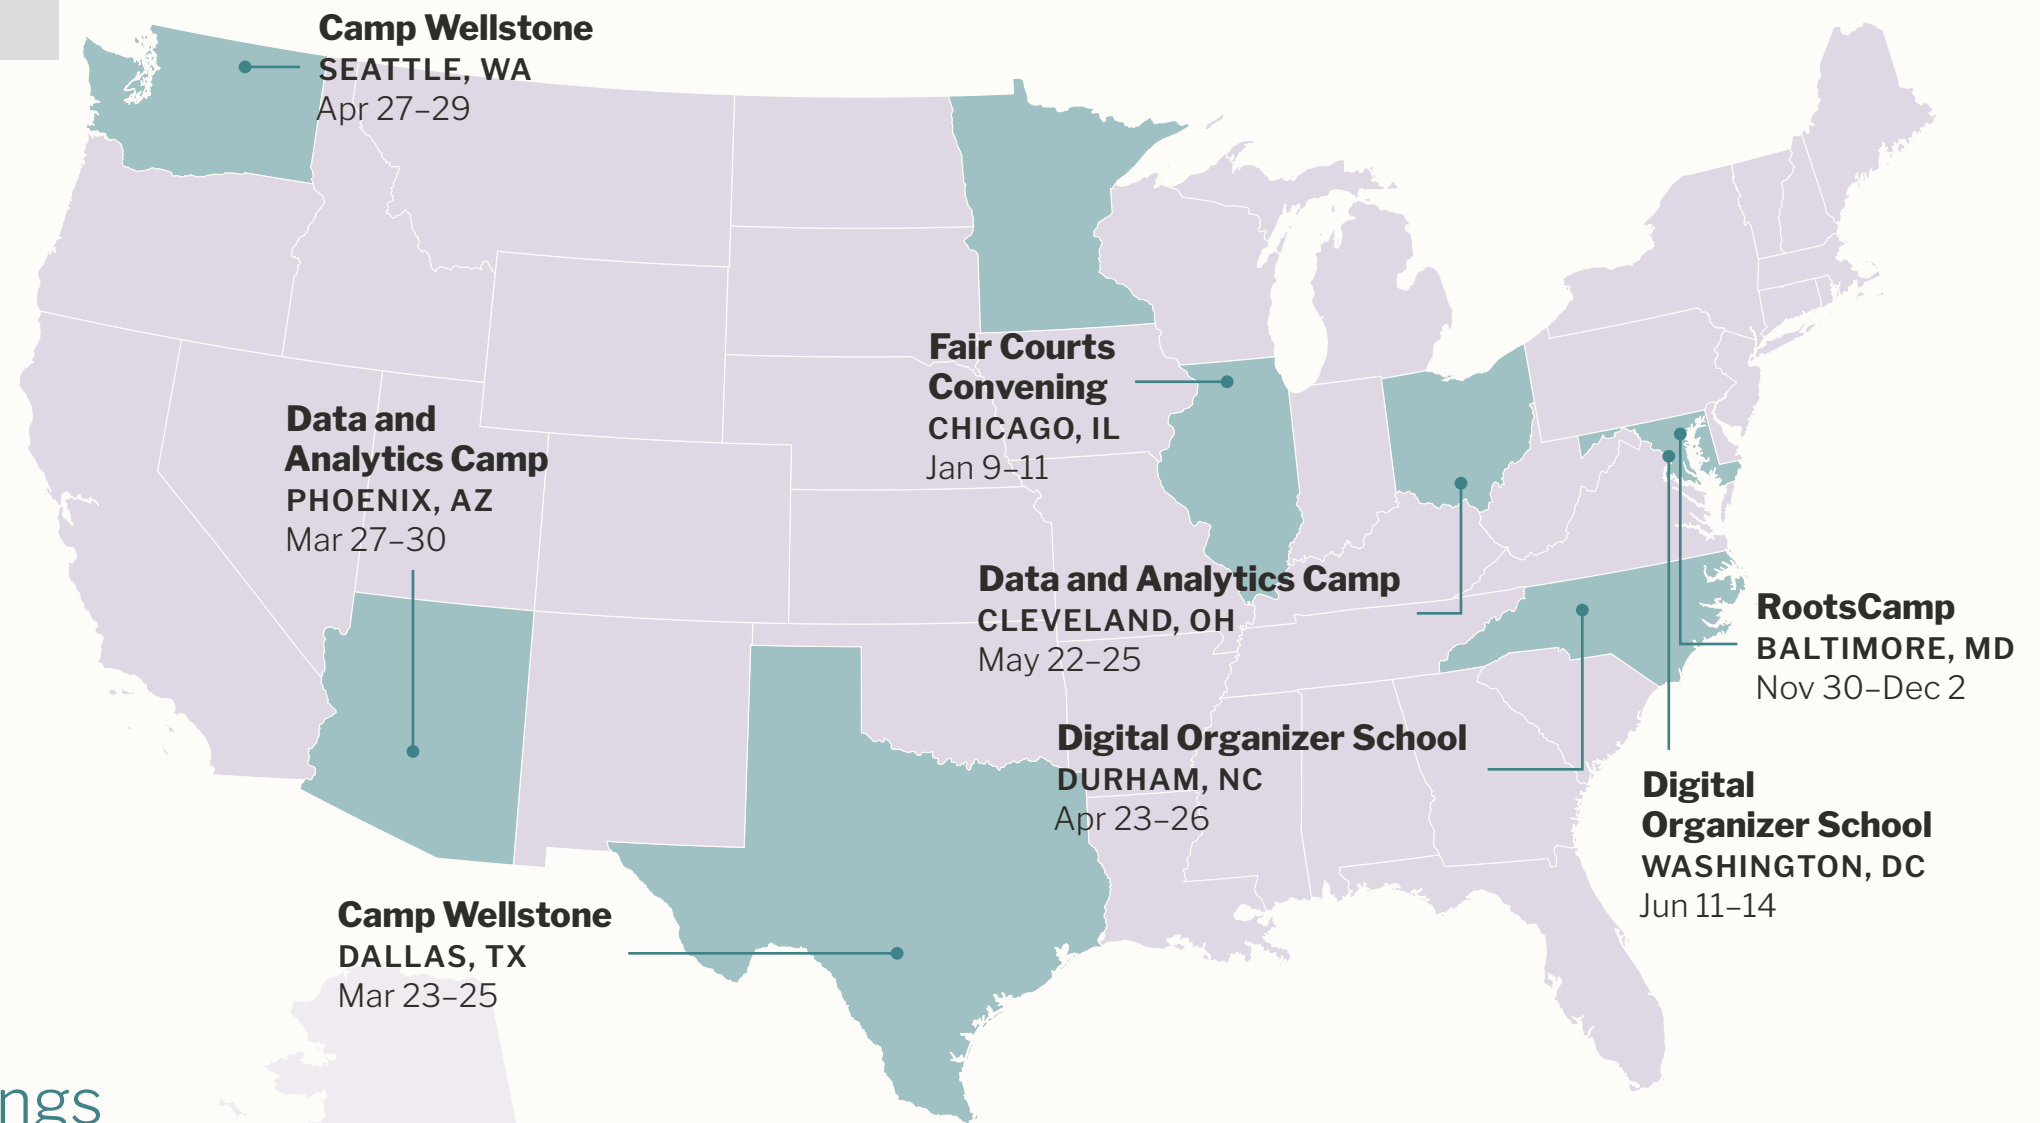 Camp Wellstone
SEATTLE, WA
Apr 27–29
Fair Courts
Convening
CHICAGO, IL
Jan 9–11
Data and
Analytics Camp
PHOENIX, AZ
Mar 27–30
Data and Analytics Camp
CLEVELAND, OH
May 22–25
RootsCamp
BALTIMORE, MD
Nov 30–Dec 2
Digital Organizer School
DURHAM, NC
Apr 23–26
Digital
Organizer School
WASHINGTON, DC
Jun 11–14
Camp Wellstone
DALLAS, TX
Mar 23–25
ngs